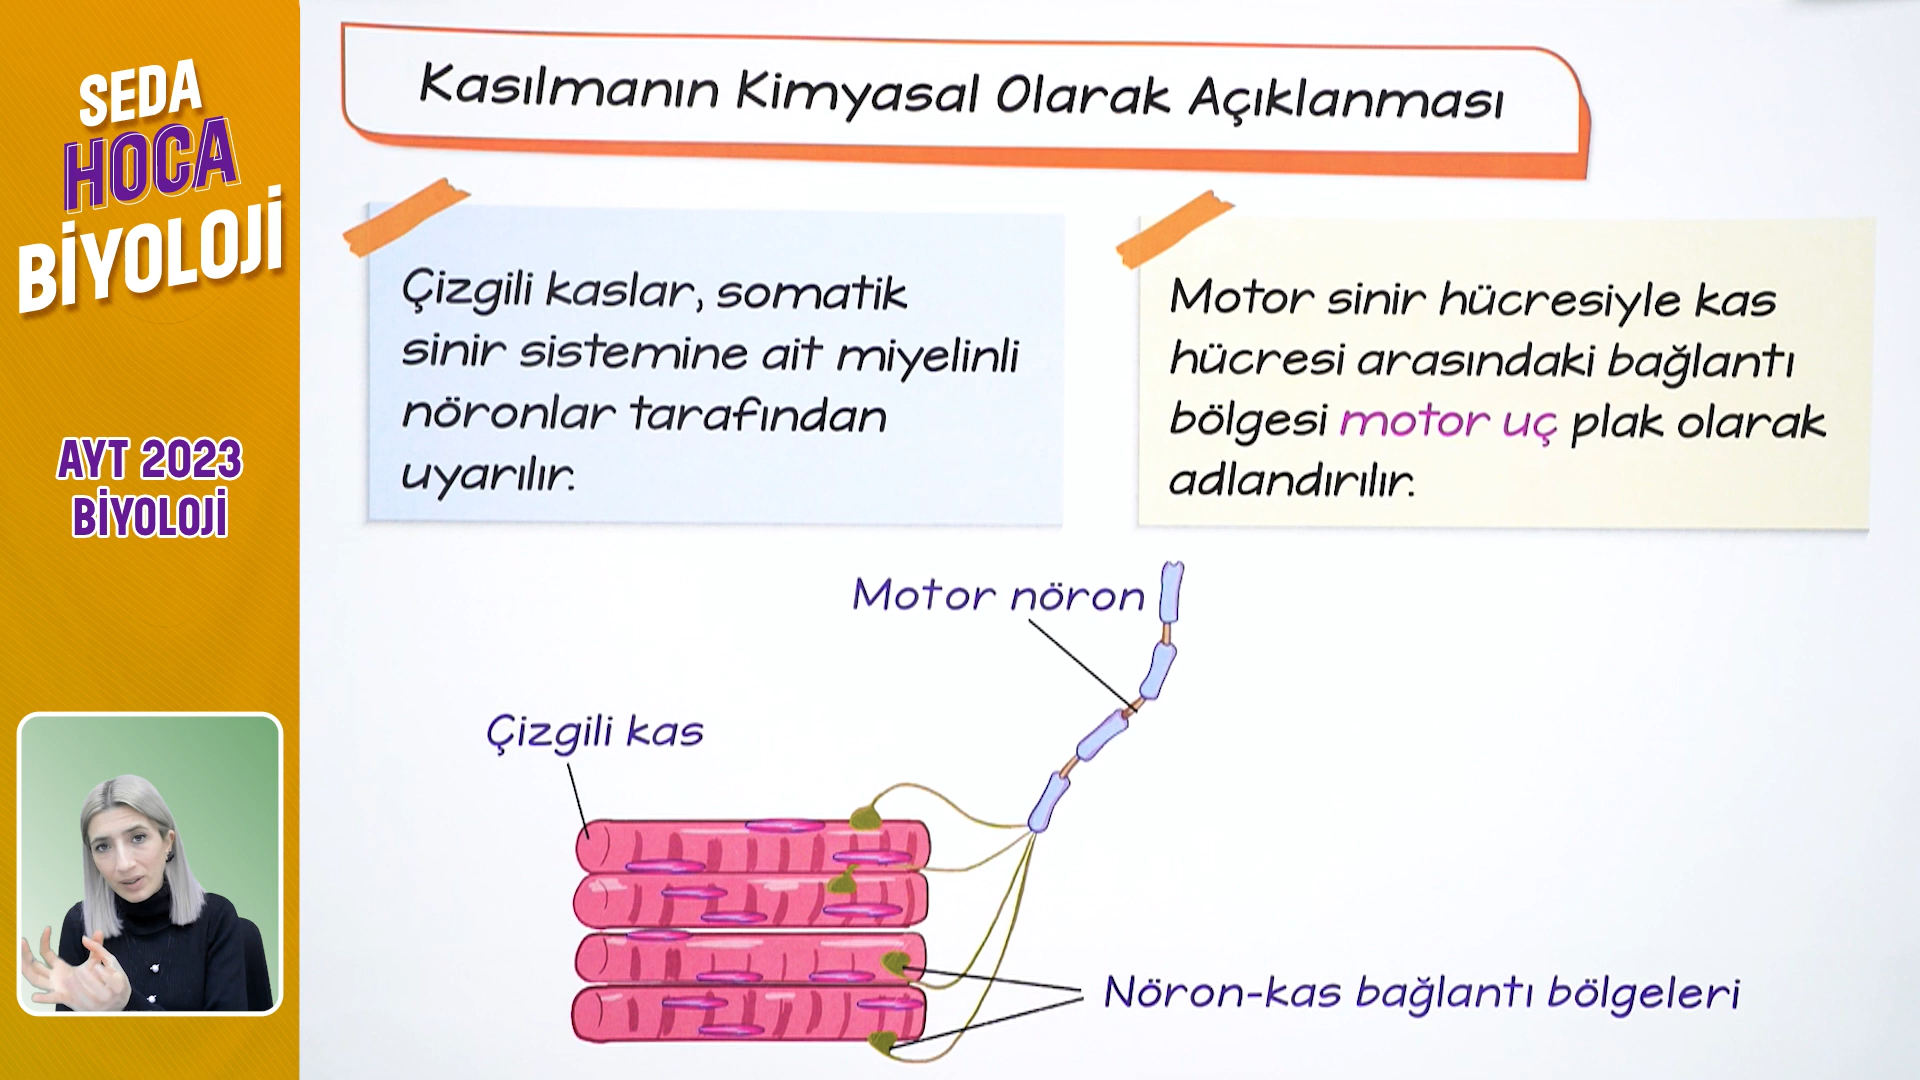 SEDA
HOCA
BİYOLOJİ
AYT 2023
BİYOLOJİ
Kasılmanın Kimyasal Olarak Açıklanması
Çizgili kaslar, somatik
sinir sistemine ait miyelinli
nöronlar tarafından
uyarılır.
Motor sinir hücresiyle kas
hücresi arasındaki bağlantı
bölgesi motor uç plak olarak
adlandırılır.
Motor nöron
Çizgili kas
Nöron-kas bağlantı bölgeleri